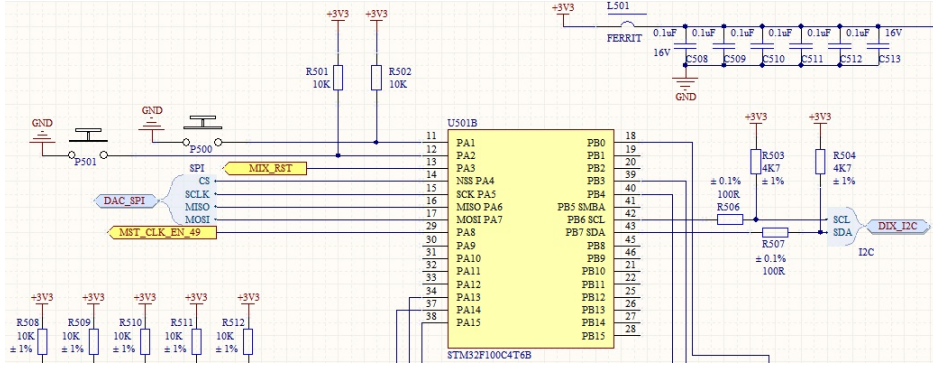 +3V3
+3V3
+3V3
L501
FERRIT
0.1uF
0.1uF
0.1uF
0.1uF
0.1uF
16V
16V
C508
C509
C510
C511
C512
C513
GND
R501
10K
R502
10K
GND
GND
P501
P500
U501B
11 PA1 PB0 18
12 PA2 PB1 19
13 PA3 PB2 20
14 NSS PA4 PB3 39
15 SCK PA5 PB4 40
16 MISO PA6 PB5 SMBA 41
17 MOSI PA7 PB6 SCL 42
29 PA8 PB7 SDA 43
30 PA9 PB8 45
31 PA10 PB9 46
32 PA11 PB10 21
33 PA12 PB11 22
34 PA13 PB12 25
37 PA14 PB13 26
38 PA15 PB14 27
PB15 28
STM32F100C4T6B
MIX_RST
SPI
CS
SCLK
MISO
MOSI
DAC_SPI
MST_CLK_EN_49
+3V3
+3V3
R503
4K7
± 1%
R504
4K7
± 1%
± 0.1%
100R
R506
R507
± 0.1%
100R
SCL
SDA
I2C
DIX_I2C
+3V3
+3V3
+3V3
+3V3
+3V3
R508
10K
± 1%
R509
10K
± 1%
R510
10K
± 1%
R511
10K
± 1%
R512
10K
± 1%